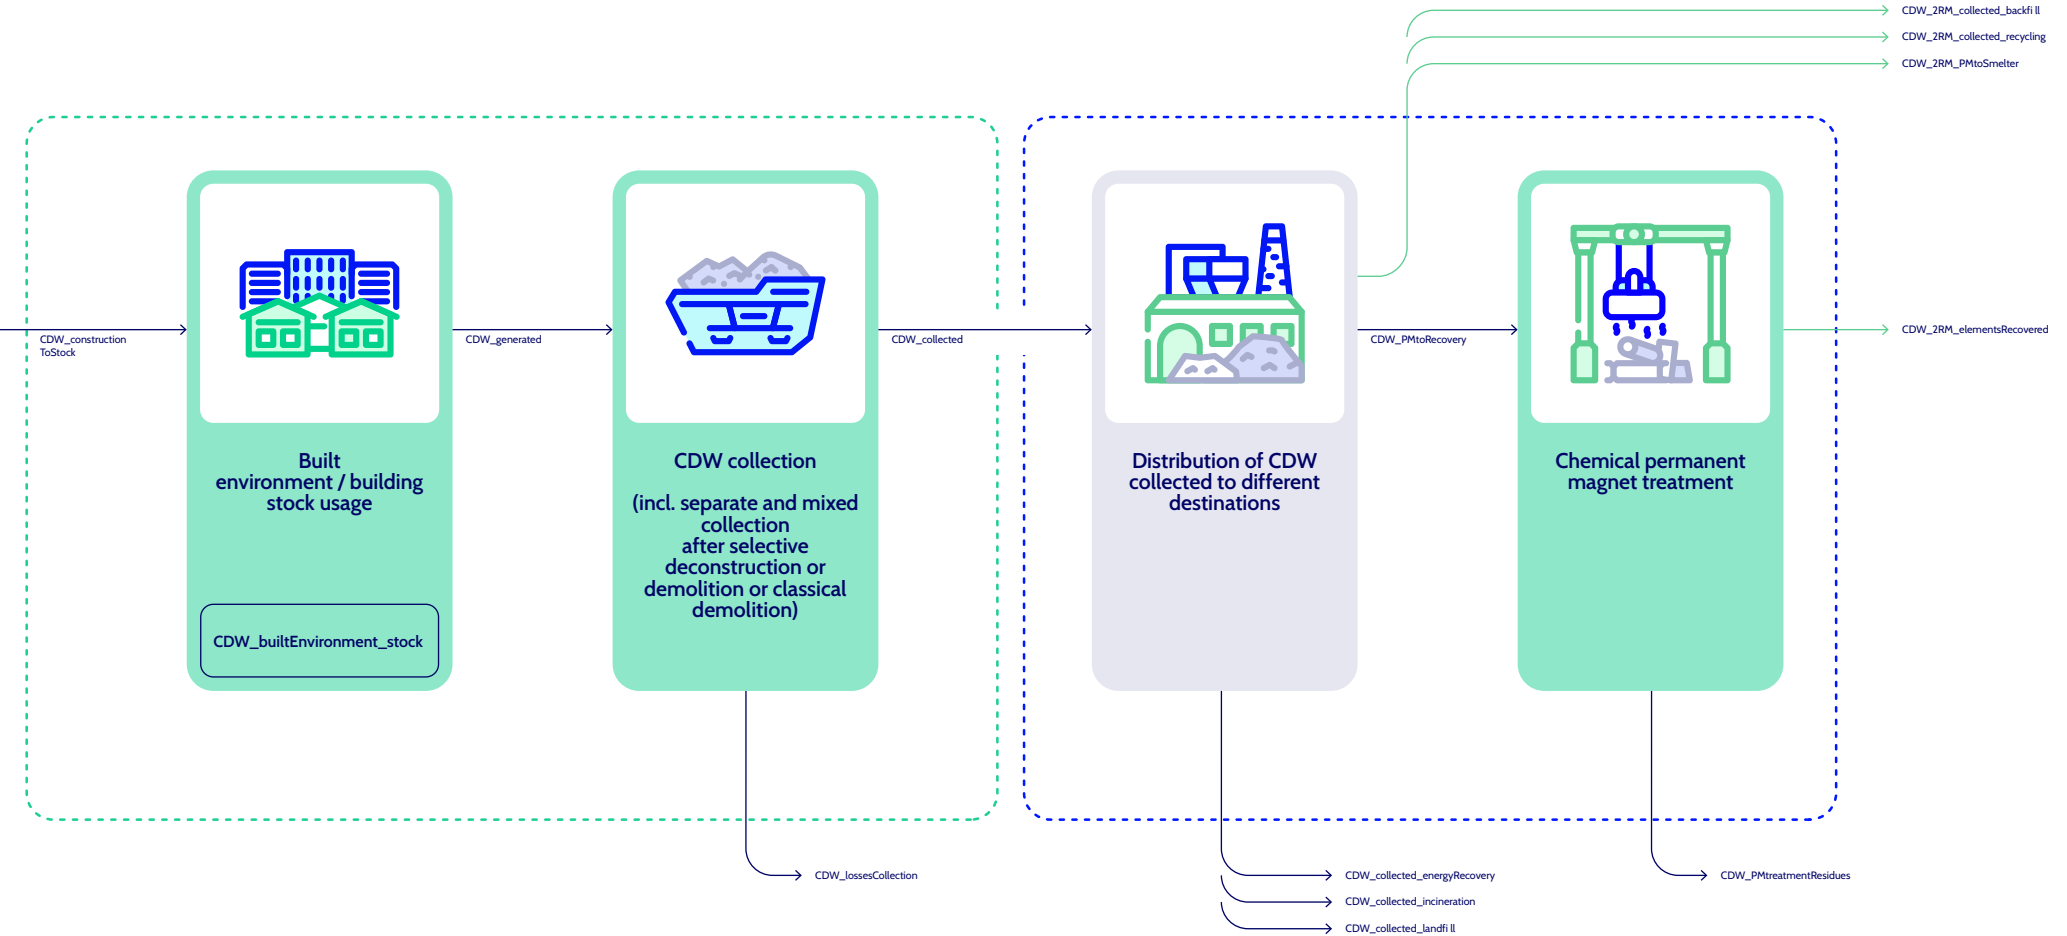 CDW_2RM_collected_backfi ll
CDW_2RM_collected_recycling
CDW_2RM_PMtoSmelter
CDW_construction
ToStock
CDW_generated
CDW_collected
CDW_PMtoRecovery
CDW_2RM_elementsRecovered
Built
environment / building
stock usage
CDW_builtEnvironment_stock
CDW collection
(incl. separate and mixed
collection
after selective
deconstruction or
demolition or classical
demolition)
Distribution of CDW
collected to different
destinations
Chemical permanent
magnet treatment
CDW_lossesCollection
CDW_collected_energyRecovery
CDW_collected_incineration
CDW_collected_landfi ll
CDW_PMtreatmentResidues